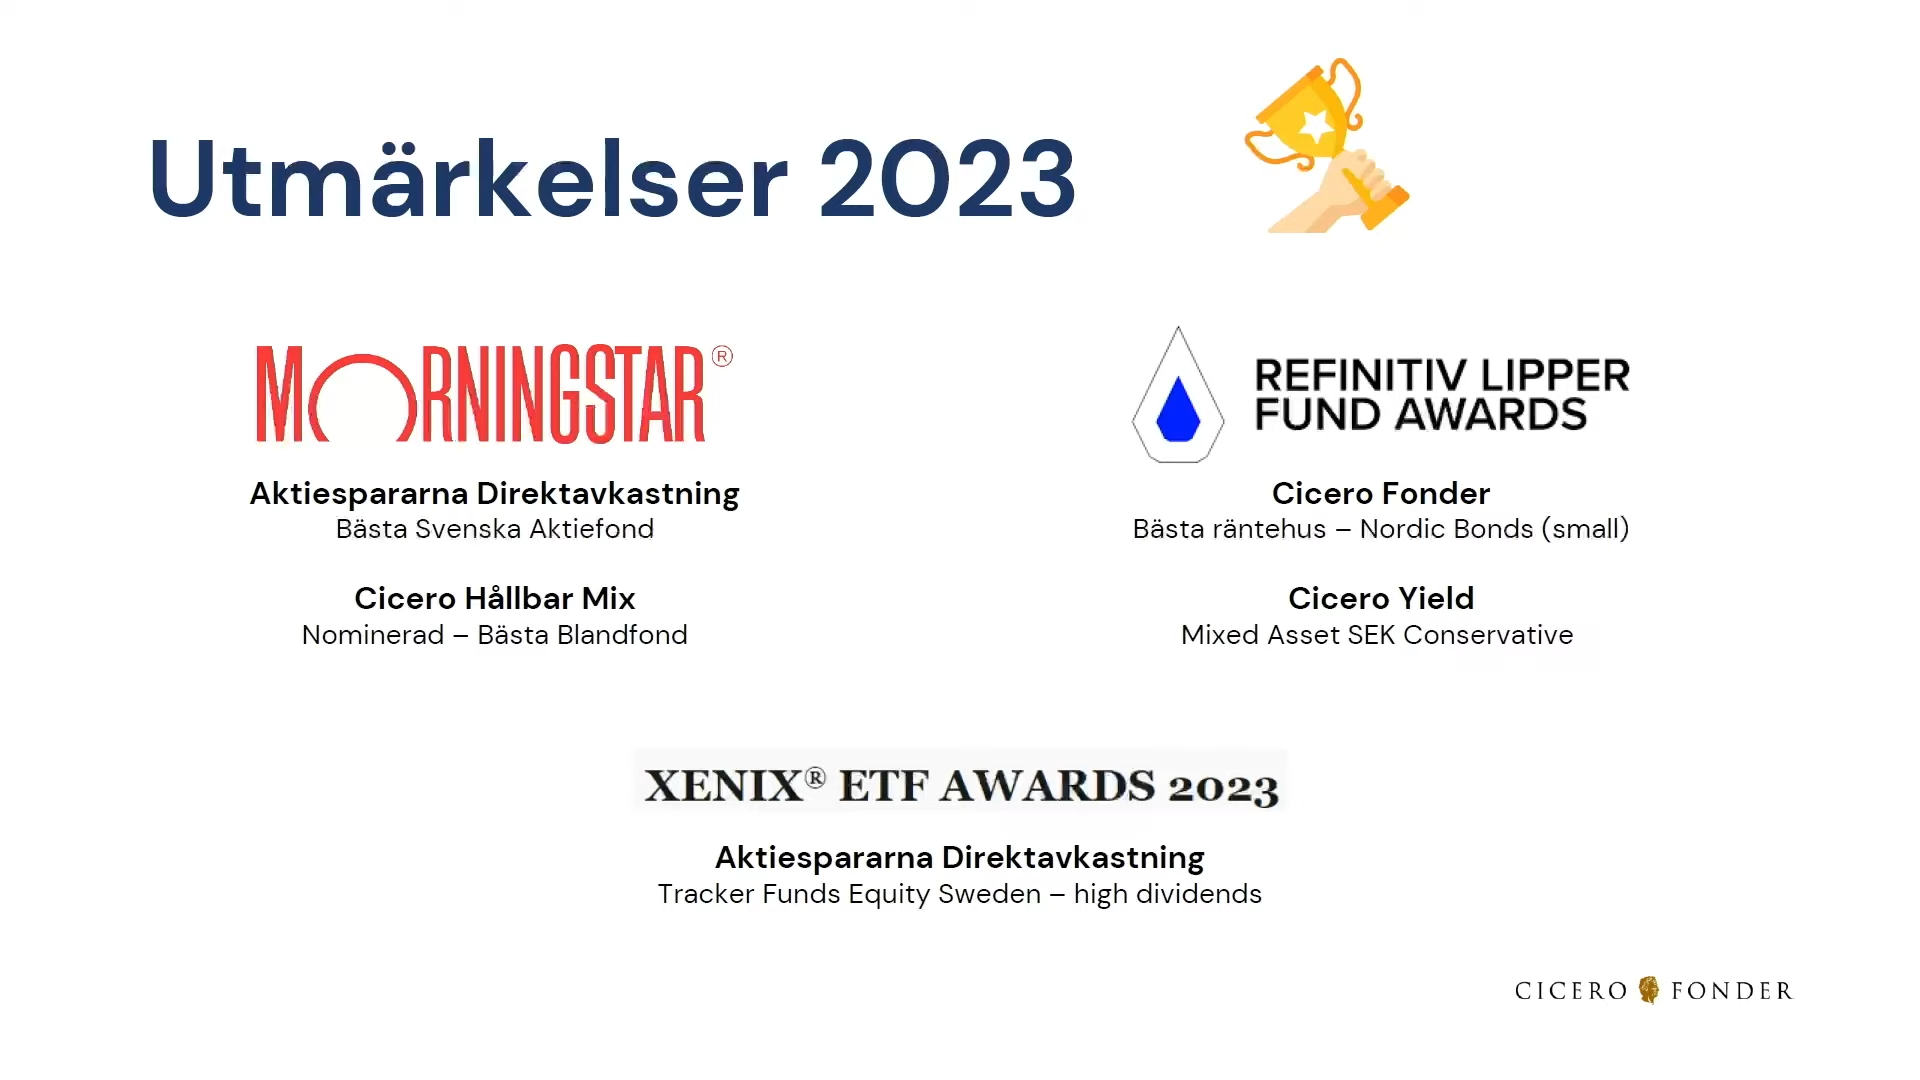 Utmärkelser 2023
MORNINGSTAR®
Aktiespararna Direktavkastning
Bästa Svenska Aktiefond
Cicero Hållbar Mix
Nominerad – Bästa Blandfond
REFINITIV LIPPER
FUND AWARDS
Cicero Fonder
Bästa räntehus – Nordic Bonds (small)
Cicero Yield
Mixed Asset SEK Conservative
XENIX® ETF AWARDS 2023
Aktiespararna Direktavkastning
Tracker Funds Equity Sweden – high dividends
CICERO FONDER